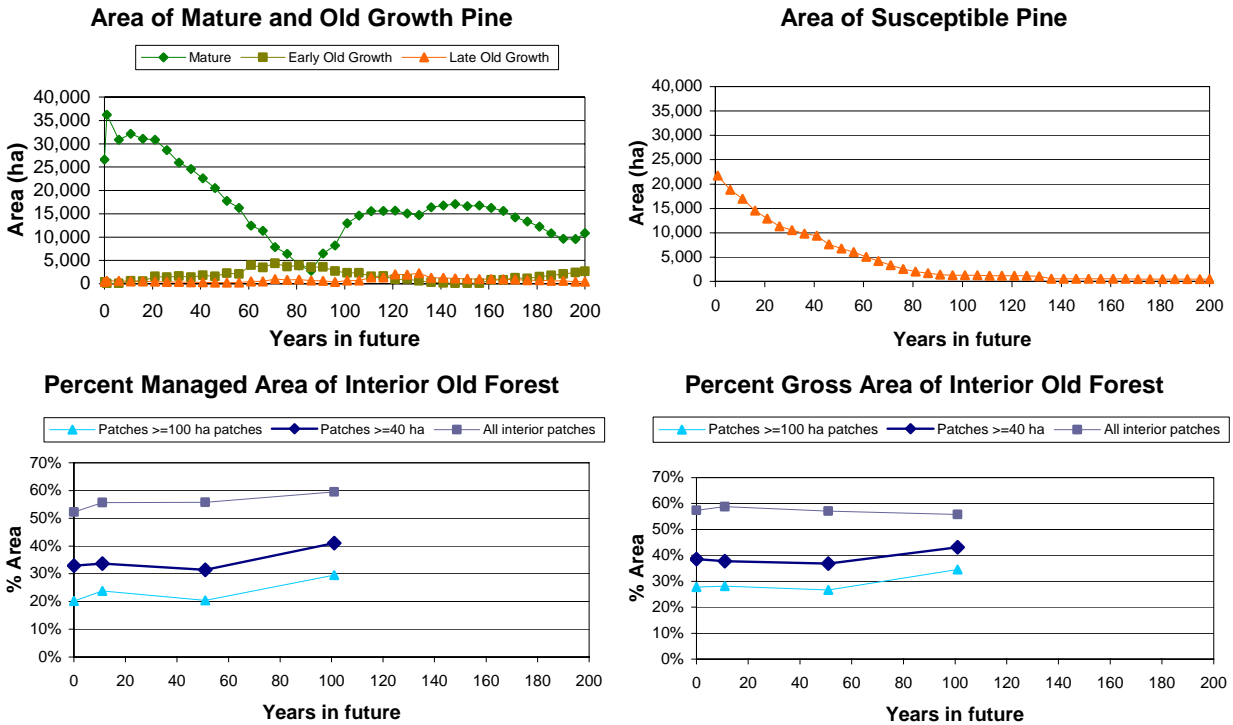 Area of Mature and Old Growth Pine
Mature Early Old Growth Late Old Growth
40,000
35,000
30,000
25,000
20,000
15,000
10,000
5,000
0
Area (ha)
0 20 40 60 80 100 120 140 160 180 200
Years in future
Area of Susceptible Pine
40,000
35,000
30,000
25,000
20,000
15,000
10,000
5,000
0
Area (ha)
0 20 40 60 80 100 120 140 160 180 200
Years in future
Percent Managed Area of Interior Old Forest
Patches >=100 ha patches Patches >=40 ha All interior patches
70%
60%
50%
40%
30%
20%
10%
0%
% Area
0 20 40 60 80 100 120 140 160 180 200
Years in future
Percent Gross Area of Interior Old Forest
Patches >=100 ha patches Patches >=40 ha All interior patches
70%
60%
50%
40%
30%
20%
10%
0%
% Area
0 20 40 60 80 100 120 140 160 180 200
Years in future